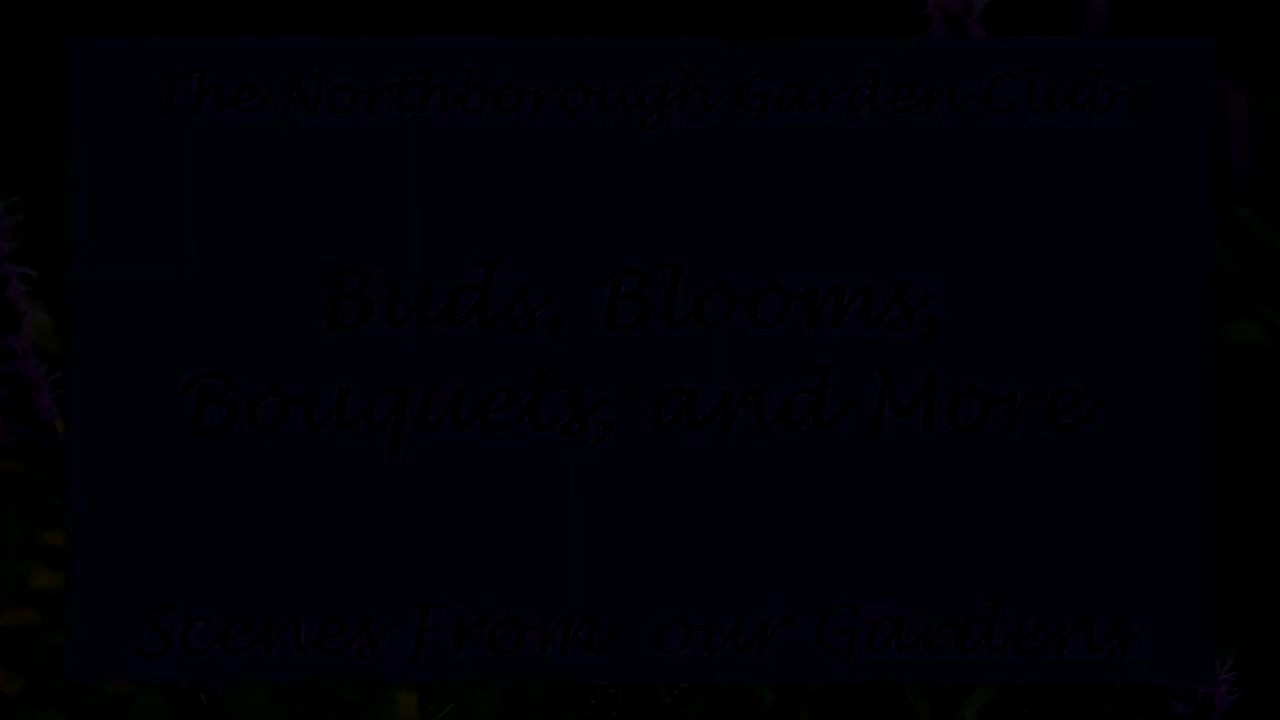 The Northborough Garden Club
Buds, Blooms,
Bouquets, and More
Scenes From our Gardens